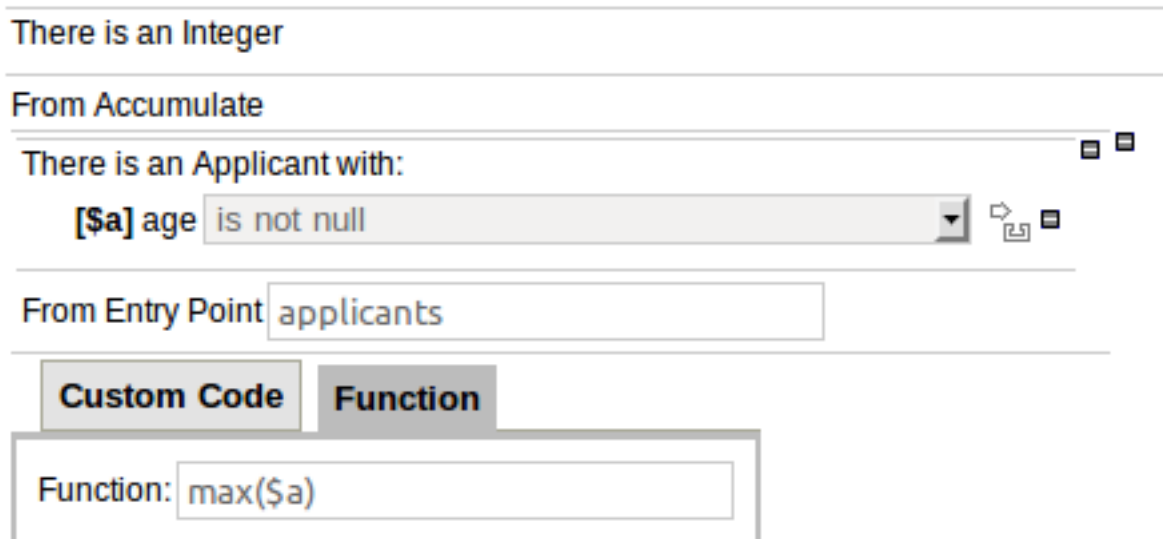 There is an Integer
From Accumulate
There is an Applicant with:
[$a] age is not null
From Entry Point applicants
Custom Code Function
Function: max($a)